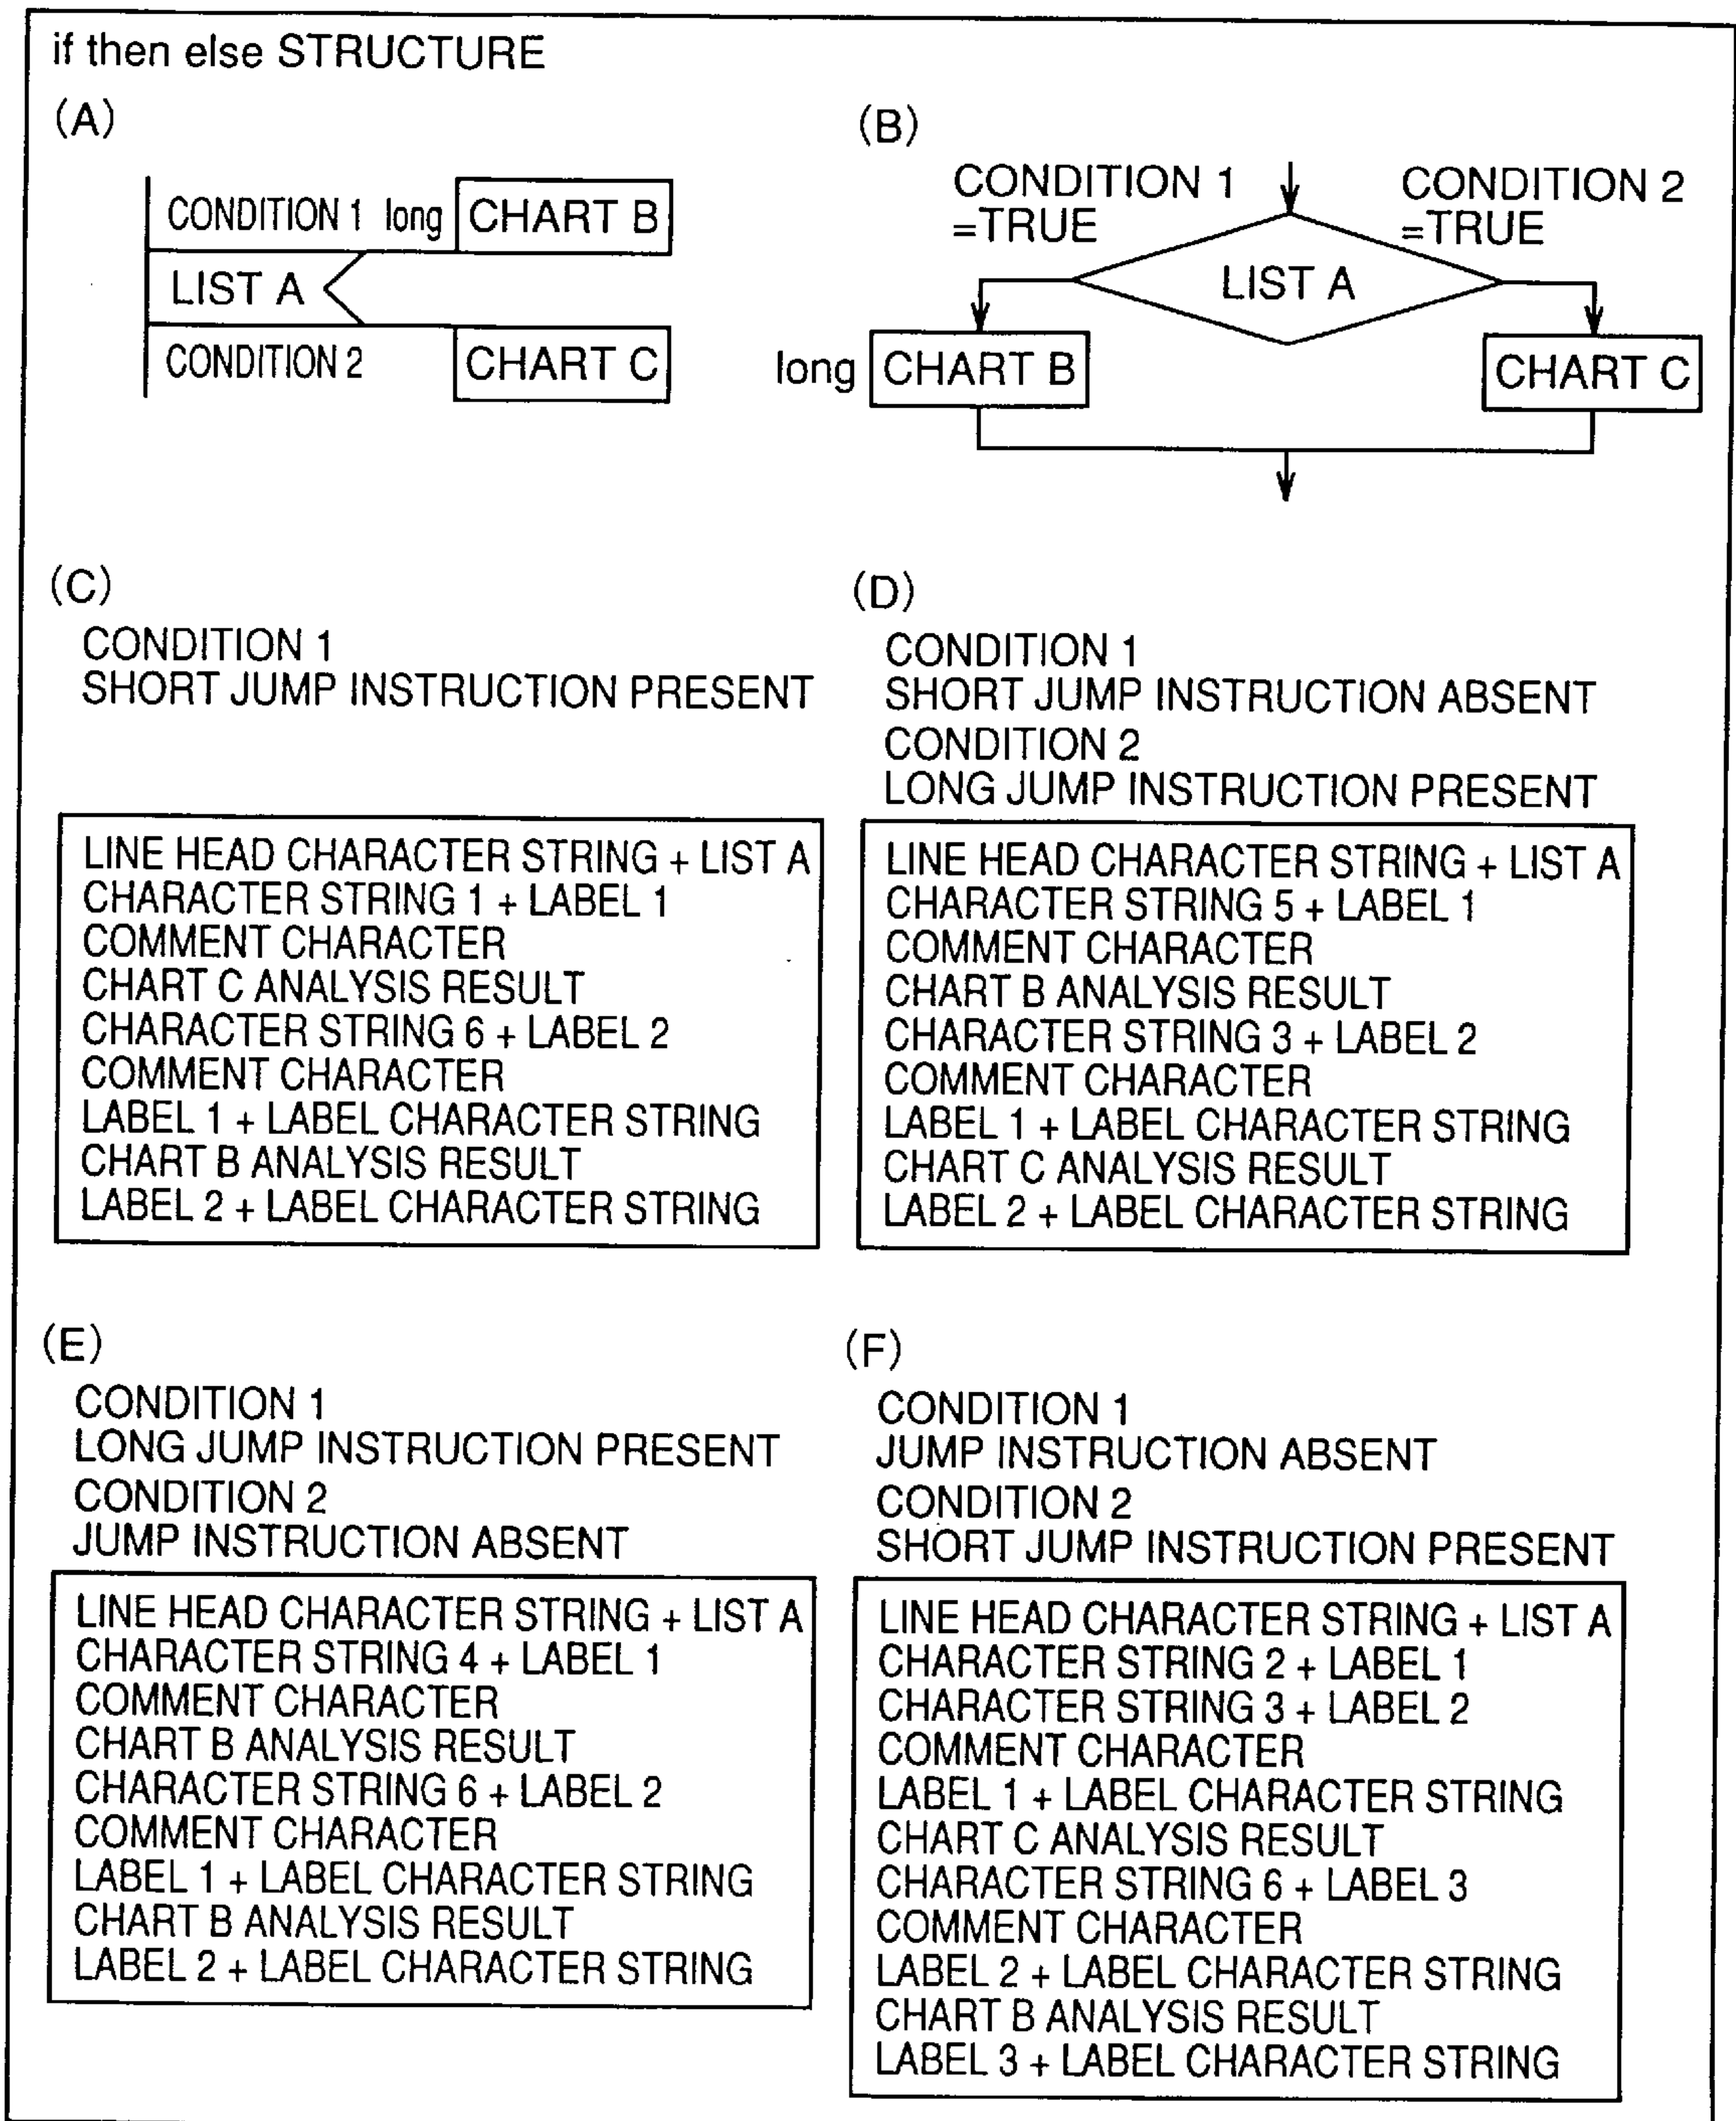 if then else STRUCTURE
(A)
CONDITION 1 long CHART B
LIST A
CONDITION 2 CHART C
(B)
CONDITION 1
=TRUE
CONDITION 2
=TRUE
LIST A
long CHART B
CHART C
(C)
CONDITION 1
SHORT JUMP INSTRUCTION PRESENT
LINE HEAD CHARACTER STRING + LIST A
CHARACTER STRING 1 + LABEL 1
COMMENT CHARACTER
CHART C ANALYSIS RESULT
CHARACTER STRING 6 + LABEL 2
COMMENT CHARACTER
LABEL 1 + LABEL CHARACTER STRING
CHART B ANALYSIS RESULT
LABEL 2 + LABEL CHARACTER STRING
(D)
CONDITION 1
SHORT JUMP INSTRUCTION ABSENT
CONDITION 2
LONG JUMP INSTRUCTION PRESENT
LINE HEAD CHARACTER STRING + LIST A
CHARACTER STRING 5 + LABEL 1
COMMENT CHARACTER
CHART B ANALYSIS RESULT
CHARACTER STRING 3 + LABEL 2
COMMENT CHARACTER
LABEL 1 + LABEL CHARACTER STRING
CHART C ANALYSIS RESULT
LABEL 2 + LABEL CHARACTER STRING
(E)
CONDITION 1
LONG JUMP INSTRUCTION PRESENT
CONDITION 2
JUMP INSTRUCTION ABSENT
LINE HEAD CHARACTER STRING + LIST A
CHARACTER STRING 4 + LABEL 1
COMMENT CHARACTER
CHART B ANALYSIS RESULT
CHARACTER STRING 6 + LABEL 2
COMMENT CHARACTER
LABEL 1 + LABEL CHARACTER STRING
CHART B ANALYSIS RESULT
LABEL 2 + LABEL CHARACTER STRING
(F)
CONDITION 1
JUMP INSTRUCTION ABSENT
CONDITION 2
SHORT JUMP INSTRUCTION PRESENT
LINE HEAD CHARACTER STRING + LIST A
CHARACTER STRING 2 + LABEL 1
CHARACTER STRING 3 + LABEL 2
COMMENT CHARACTER
LABEL 1 + LABEL CHARACTER STRING
CHART C ANALYSIS RESULT
CHARACTER STRING 6 + LABEL 3
COMMENT CHARACTER
LABEL 2 + LABEL CHARACTER STRING
CHART B ANALYSIS RESULT
LABEL 3 + LABEL CHARACTER STRING